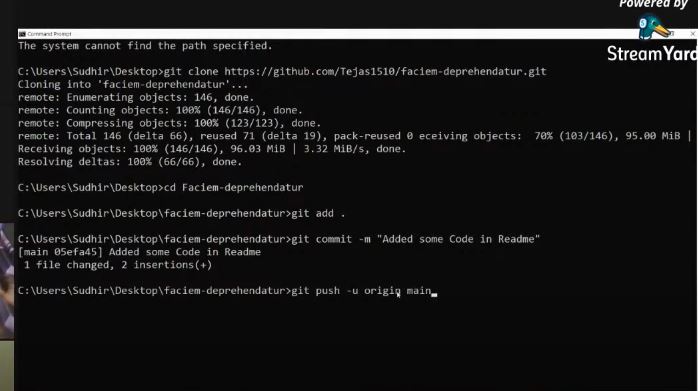 Powered by
StreamYard
Command Prompt
The system cannot find the path specified.
C:\Users\Sudhir\Desktop>git clone https://github.com/Tejas1510/faciem-deprehendatur.git
Cloning into 'faciem-deprehendatur'...
remote: Enumerating objects: 146, done.
remote: Counting objects: 100% (146/146), done.
remote: Compressing objects: 100% (123/123), done.
remote: Total 146 (delta 66), reused 71 (delta 19), pack-reused 0 eceiving objects:  70% (103/146), 95.00 MiB |
Receiving objects: 100% (146/146), 96.03 MiB | 3.32 MiB/s, done.
Resolving deltas: 100% (66/66), done.
C:\Users\Sudhir\Desktop>cd Faciem-deprehendatur
C:\Users\Sudhir\Desktop\faciem-deprehendatur>git add .
C:\Users\Sudhir\Desktop\faciem-deprehendatur>git commit -m "Added some Code in Readme"
[main 05efa45] Added some Code in Readme
 1 file changed, 2 insertions(+)
C:\Users\Sudhir\Desktop\faciem-deprehendatur>git push -u origin main